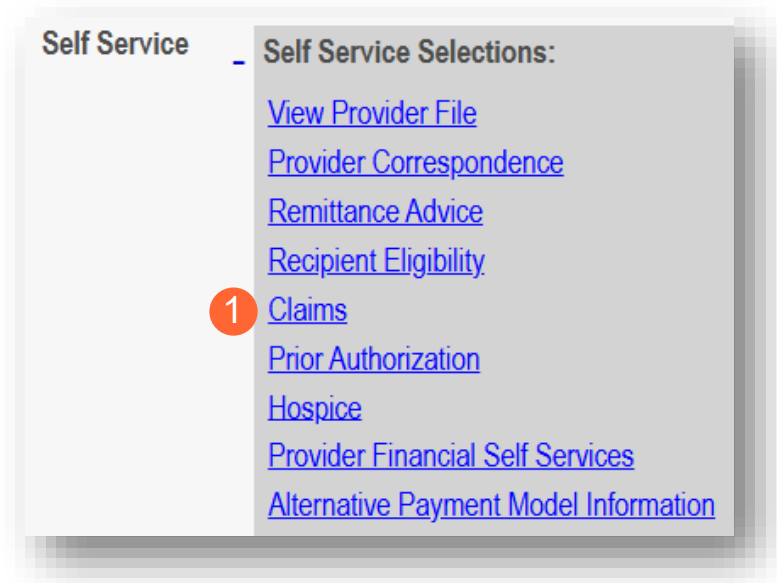 Self Service
Self Service Selections:
View Provider File
Provider Correspondence
Remittance Advice
Recipient Eligibility
1 Claims
Prior Authorization
Hospice
Provider Financial Self Services
Alternative Payment Model Information